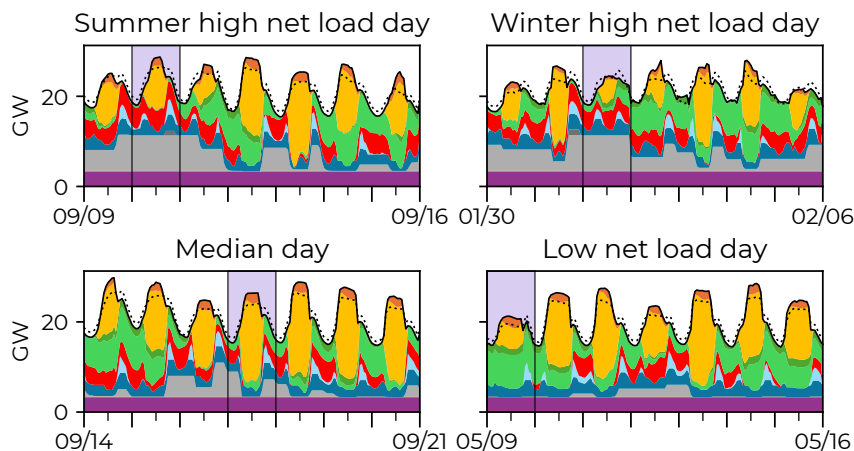 Summer high net load day
Winter high net load day
GW
20
0
09/09
09/16
01/30
02/06
Median day
Low net load day
GW
20
0
09/14
09/21
05/09
05/16